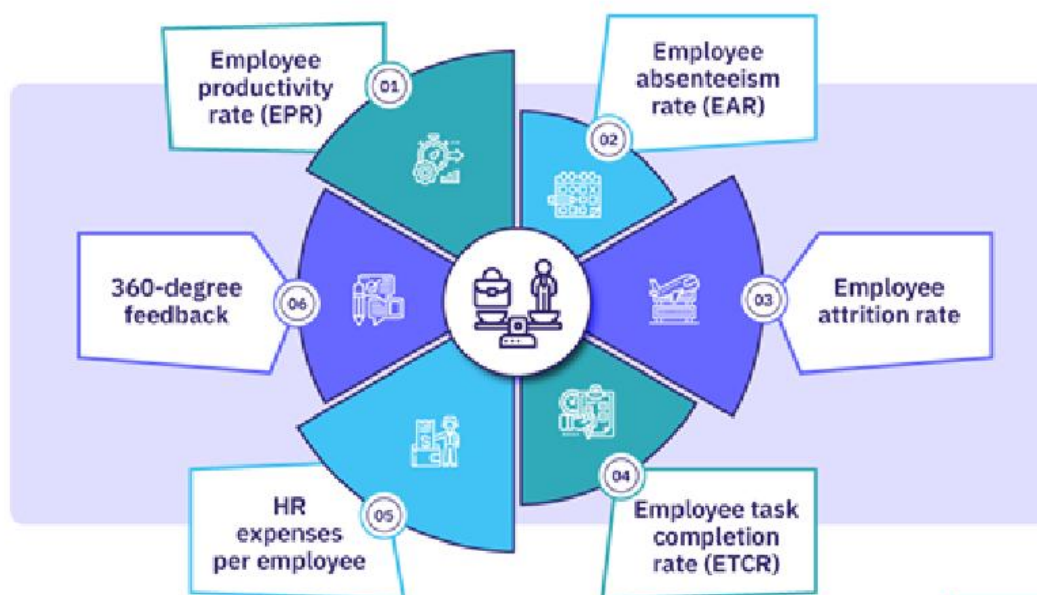 Employee
productivity
rate (EPR)
01
Employee
absenteeism
rate (EAR)
02
Employee
attrition rate
03
Employee task
completion
rate (ETCR)
04
HR
expenses
per employee
05
360-degree
feedback
06